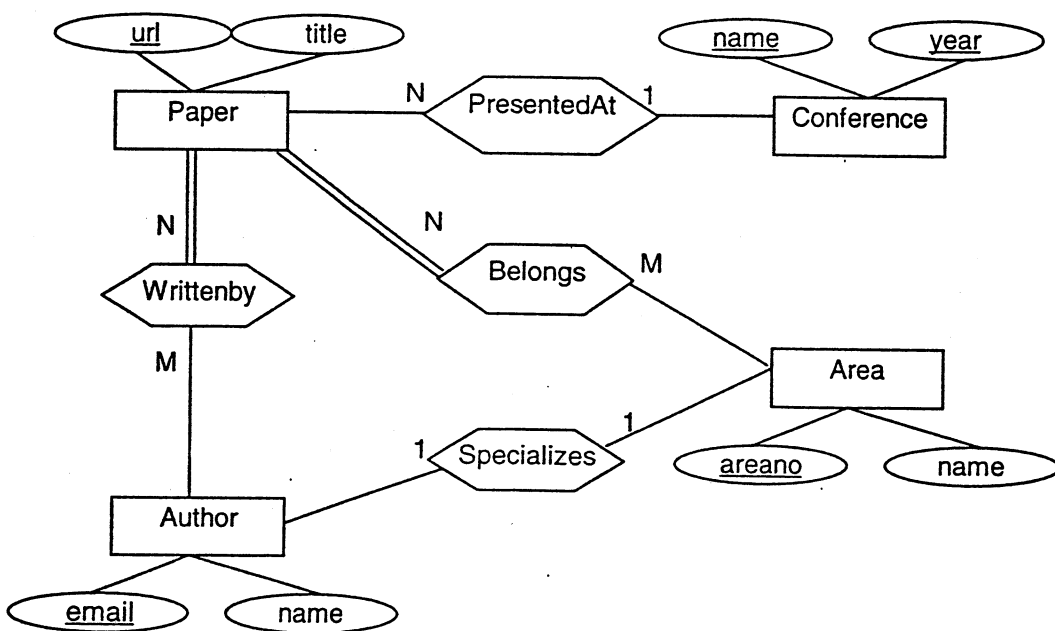 url
title
name
year
Paper
N
PresentedAt
1
Conference
N
N
Belongs
M
Writtenby
M
Area
1
1
Specializes
areano
name
Author
email
name